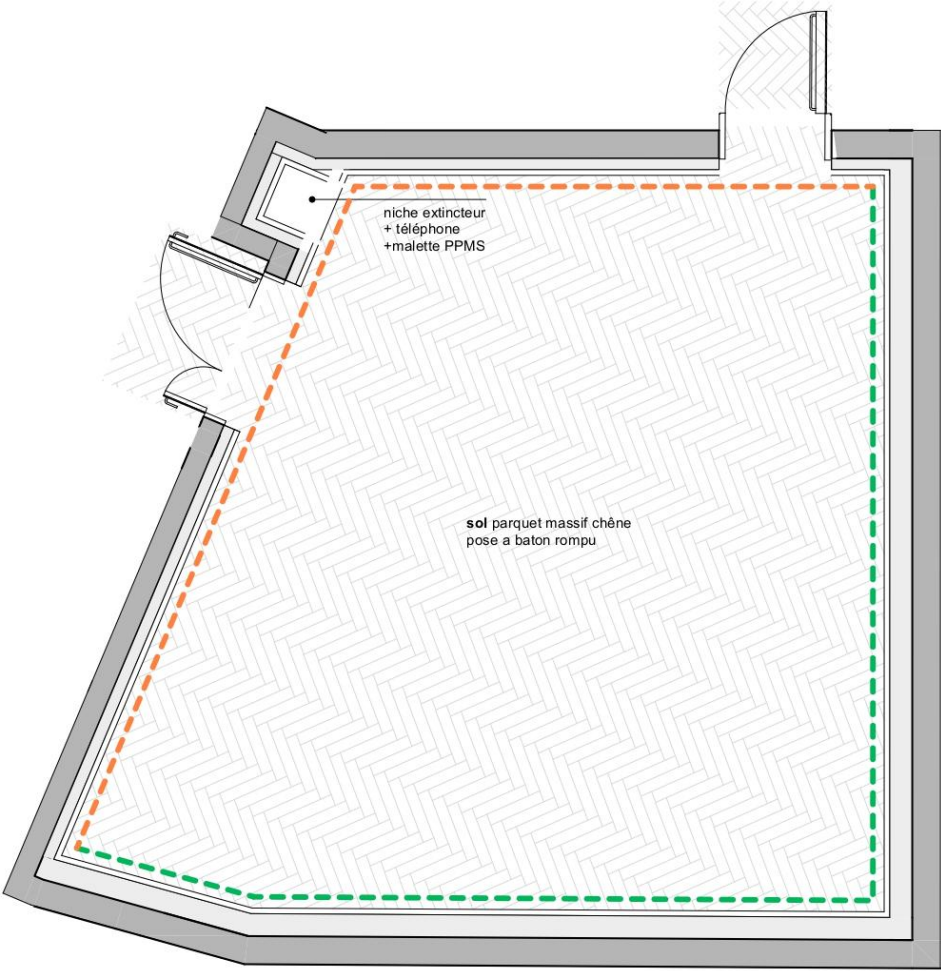 niche extincteur
+ téléphone
+malette PPMS
sol parquet massif chêne
pose a baton rompu